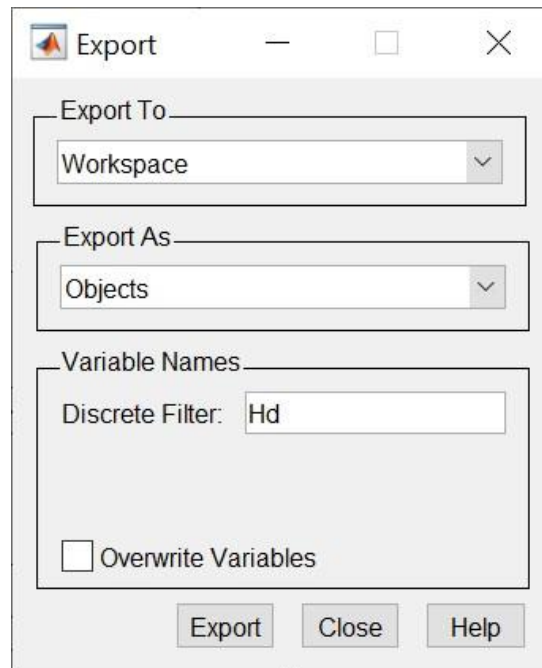 Export
Export To
Workspace
Export As
Objects
Variable Names
Discrete Filter: Hd
Overwrite Variables
Export Close Help